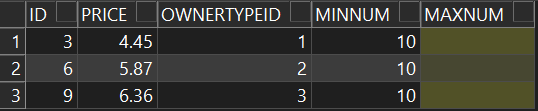 ID PRICE OWNERTYPEID MINNUM MAXNUM
1 3 4.45 1 10
2 6 5.87 2 10
3 9 6.36 3 10